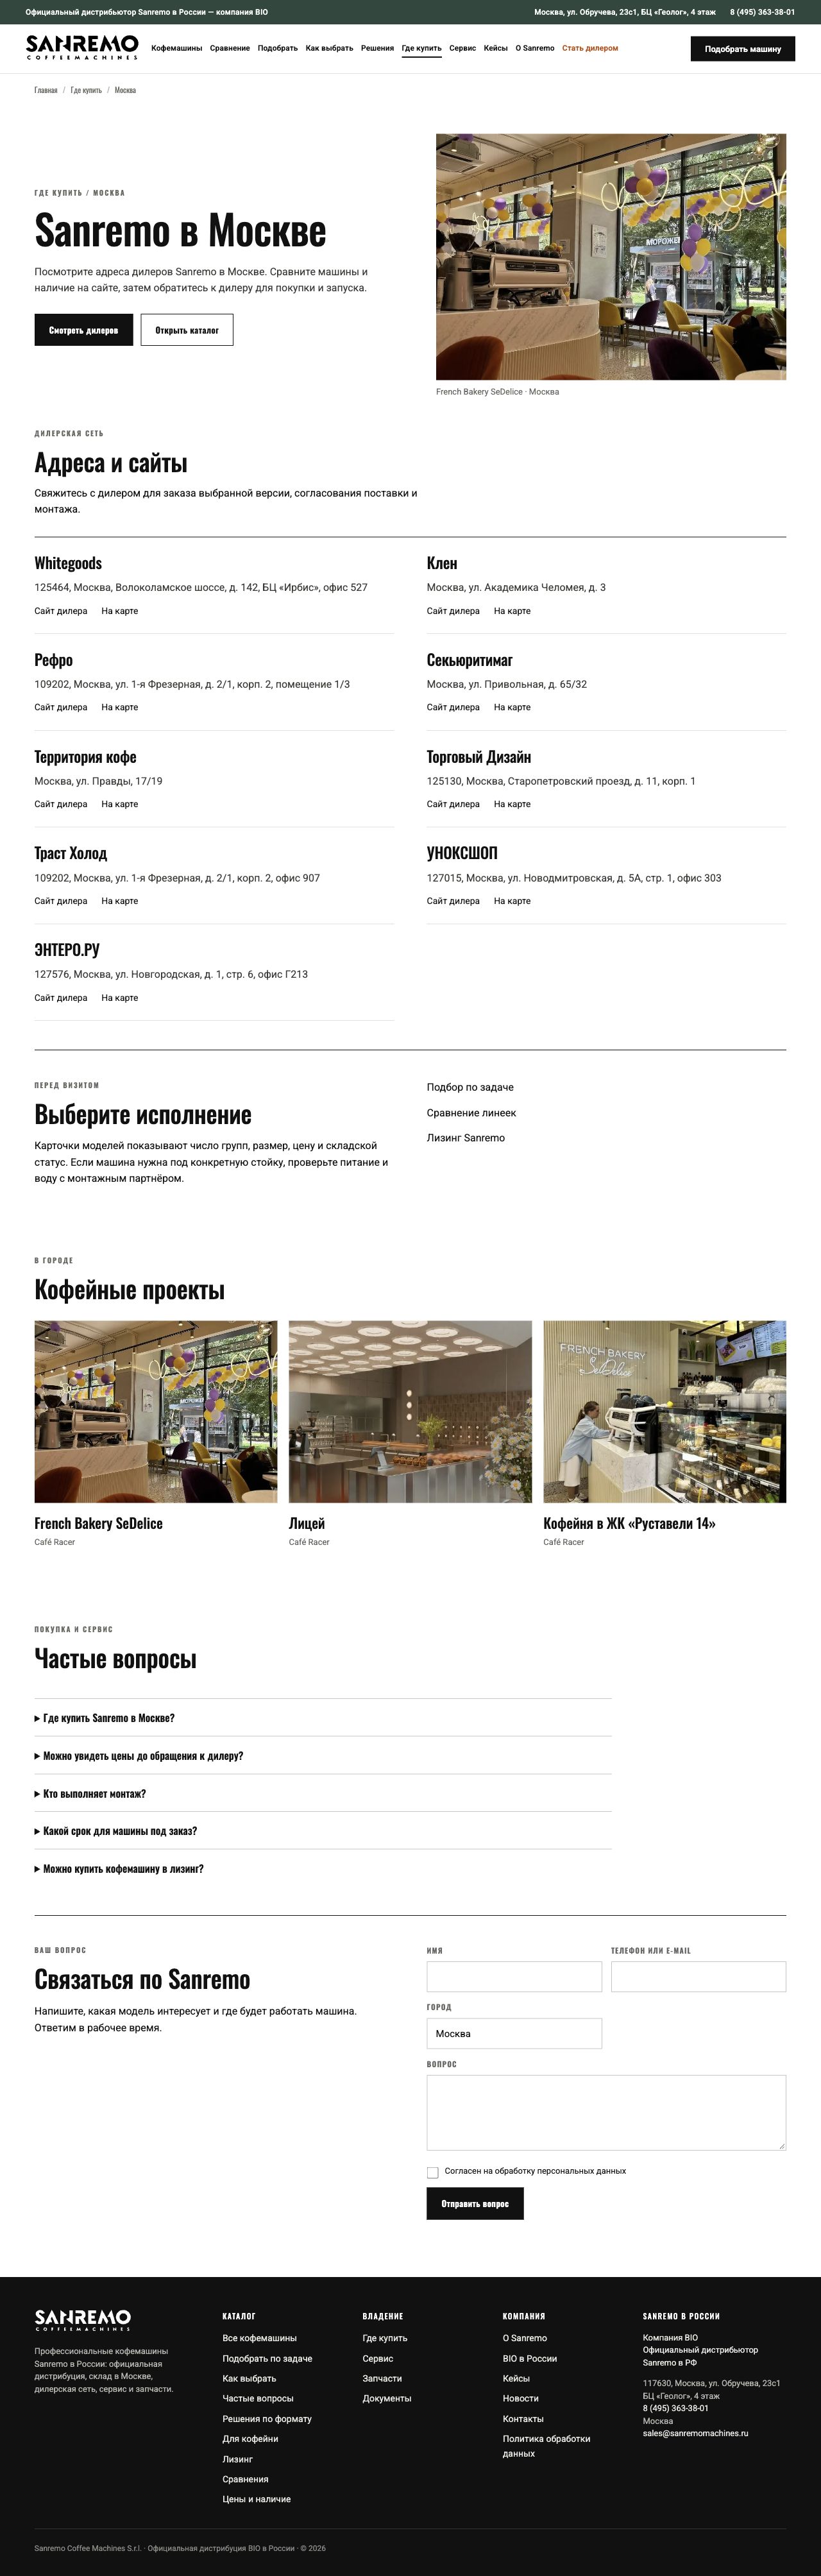 Официальный дистрибьютор Sanremo в России — компания BIO
Москва, ул. Обручева, 23с1, БЦ «Геолог», 4 этаж 8 (495) 363-38-01
SANREMO
COFFEEMACHINES
Кофемашины Сравнение Подобрать Как выбрать Решения Где купить Сервис Кейсы О Sanremo Стать дилером
Подобрать машину
Главная / Где купить / Москва
ГДЕ КУПИТЬ / МОСКВА
Sanremo в Москве
Посмотрите адреса дилеров Sanremo в Москве. Сравните машины и
наличие на сайте, затем обратитесь к дилеру для покупки и запуска.
Смотреть дилеров
Открыть каталог
МОРОЖЕН
French Bakery SeDelice · Москва
ДИЛЕРСКАЯ СЕТЬ
Адреса и сайты
Свяжитесь с дилером для заказа выбранной версии, согласования поставки и
монтажа.
Whitegoods
125464, Москва, Волоколамское шоссе, д. 142, БЦ «Ирбис», офис 527
Сайт дилера На карте
Клен
Москва, ул. Академика Челомея, д. 3
Сайт дилера На карте
Рефро
109202, Москва, ул. 1-я Фрезерная, д. 2/1, корп. 2, помещение 1/3
Сайт дилера На карте
Секьюритимаг
Москва, ул. Привольная, д. 65/32
Сайт дилера На карте
Территория кофе
Москва, ул. Правды, 17/19
Сайт дилера На карте
Торговый Дизайн
125130, Москва, Старопетровский проезд, д. 11, корп. 1
Сайт дилера На карте
Траст Холод
109202, Москва, ул. 1-я Фрезерная, д. 2/1, корп. 2, офис 907
Сайт дилера На карте
УНОКСШОП
127015, Москва, ул. Новодмитровская, д. 5А, стр. 1, офис 303
Сайт дилера На карте
ЭНТЕРО.РУ
127576, Москва, ул. Новгородская, д. 1, стр. 6, офис Г213
Сайт дилера На карте
ПЕРЕД ВИЗИТОМ
Выберите исполнение
Карточки моделей показывают число групп, размер, цену и складской
статус. Если машина нужна под конкретную стойку, проверьте питание и
воду с монтажным партнёром.
Подбор по задаче
Сравнение линеек
Лизинг Sanremo
В ГОРОДЕ
Кофейные проекты
FRENCH BAKERY
SeDelice
French Bakery SeDelice
Café Racer
Лицей
Café Racer
Кофейня в ЖК «Руставели 14»
Café Racer
ПОКУПКА И СЕРВИС
Частые вопросы
Где купить Sanremo в Москве?
Можно увидеть цены до обращения к дилеру?
Кто выполняет монтаж?
Какой срок для машины под заказ?
Можно купить кофемашину в лизинг?
ВАШ ВОПРОС
Связаться по Sanremo
Напишите, какая модель интересует и где будет работать машина.
Ответим в рабочее время.
ИМЯ
ТЕЛЕФОН ИЛИ E-MAIL
ГОРОД
Москва
ВОПРОС
Согласен на обработку персональных данных
Отправить вопрос
SANREMO
COFFEEMACHINES
Профессиональные кофемашины
Sanremo в России: официальная
дистрибуция, склад в Москве,
дилерская сеть, сервис и запчасти.
КАТАЛОГ
Все кофемашины
Подобрать по задаче
Как выбрать
Частые вопросы
Решения по формату
Для кофейни
Лизинг
Сравнения
Цены и наличие
ВЛАДЕНИЕ
Где купить
Сервис
Запчасти
Документы
КОМПАНИЯ
О Sanremo
BIO в России
Кейсы
Новости
Контакты
Политика обработки
данных
SANREMO В РОССИИ
Компания BIO
Официальный дистрибьютор
Sanremo в РФ
117630, Москва, ул. Обручева, 23с1
БЦ «Геолог», 4 этаж
8 (495) 363-38-01
Москва
sales@sanremomachines.ru
Sanremo Coffee Machines S.r.l. · Официальная дистрибуция BIO в России · © 2026